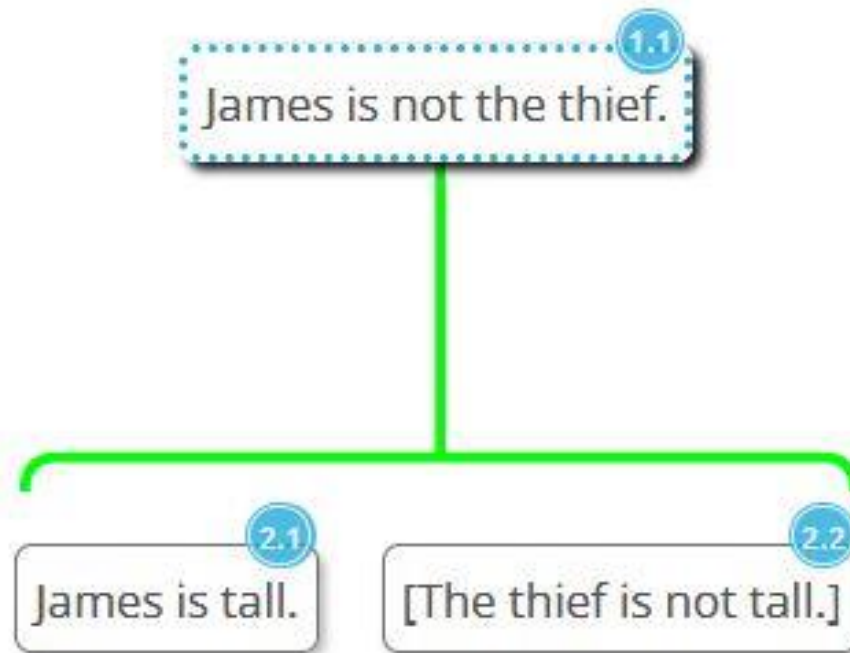 1.1
James is not the thief.
2.1
2.2
James is tall.
[The thief is not tall.]